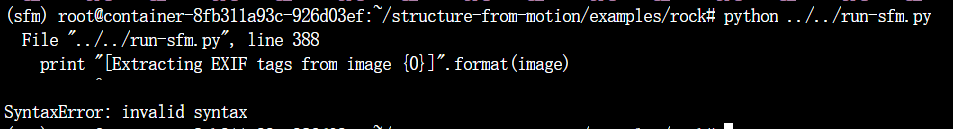 (sfm) root@container-8fb311a93c-926d03ef:~/structure-from-motion/examples/rock# python ../../run-sfm.py
File "../../run-sfm.py", line 388
print "[Extracting EXIF tags from image {0}]".format(image)
^
SyntaxError: invalid syntax